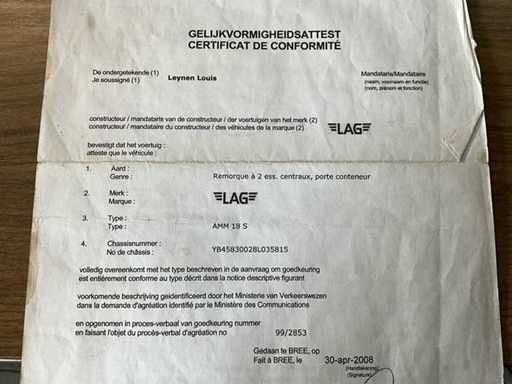 GELIJKVORMIGHEIDSATTEST
CERTIFICAT DE CONFORMITÉ
De ondergetekende (1)
Je soussigné (1)
Leynen Louis
Mandataris/Mandataire
(naam, voornaam en functie)
(nom, prénom et fonction)
constructeur / mandataris van de constructeur / der voertuigen van het merk (2)
constructeur / mandataire du constructeur / des véhicules de la marque (2)
LAG
bevestigt dat het voertuig :
atteste que le véhicule :
1. Aard :
Genre :
Remorque à 2 ess. centraux, porte conteneur
2. Merk :
Marque :
LAG
3. Type :
Type :
AMM 18 S
4. Chassisnummer :
No de châssis :
YB45830028L035815
volledig overeenkomt met het type beschreven in de aanvraag om goedkeuring
est entièrement conforme au type décrit dans la notice descriptive figurant
voorkomende beschrijving geïdentificeerd door het Ministerie van Verkeerswezen
dans la demande d'agréation identifié par le Ministère des Communications
en opgenomen in proces-verbaal van goedkeuring nummer
en faisant l'objet du procès-verbal d'agréation no
99/2853
Gedaan te BREE, op
Fait à BREE, le
30-apr-2008
(Handtekening)
(Signature)